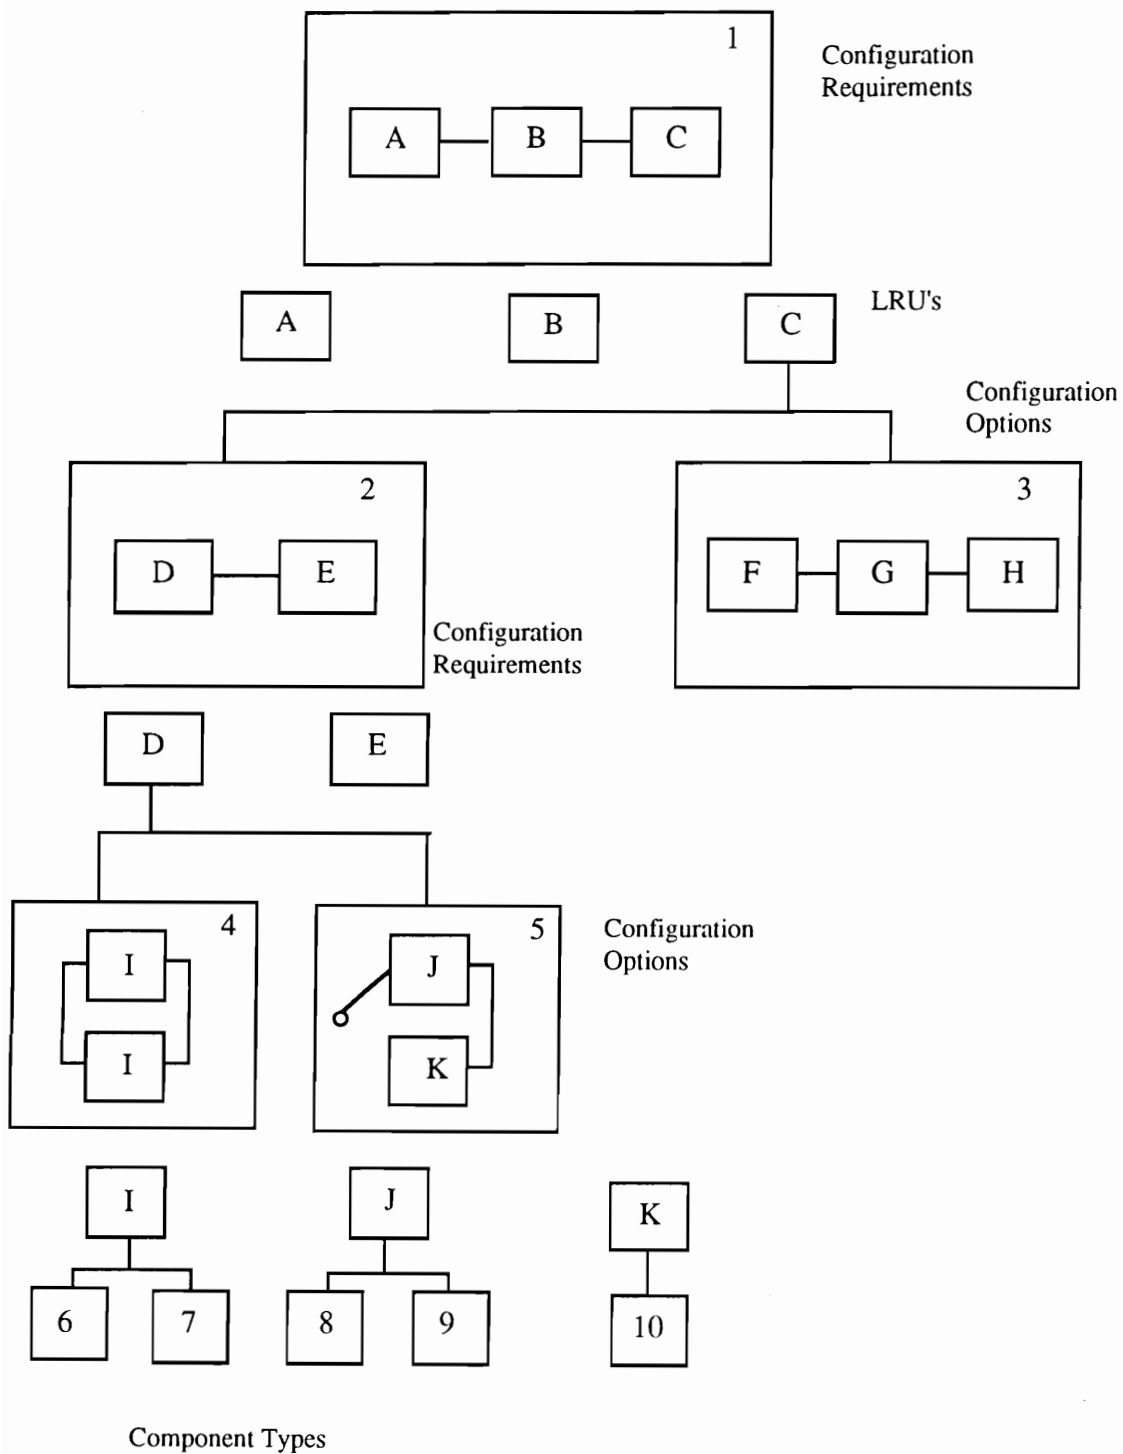 1
Configuration
Requirements
A
B
C
A
B
C
LRU's
Configuration
Options
2
3
D
E
F
G
H
Configuration
Requirements
D
E
4
5
Configuration
Options
I
J
I
K
I
J
K
6
7
8
9
10
Component Types